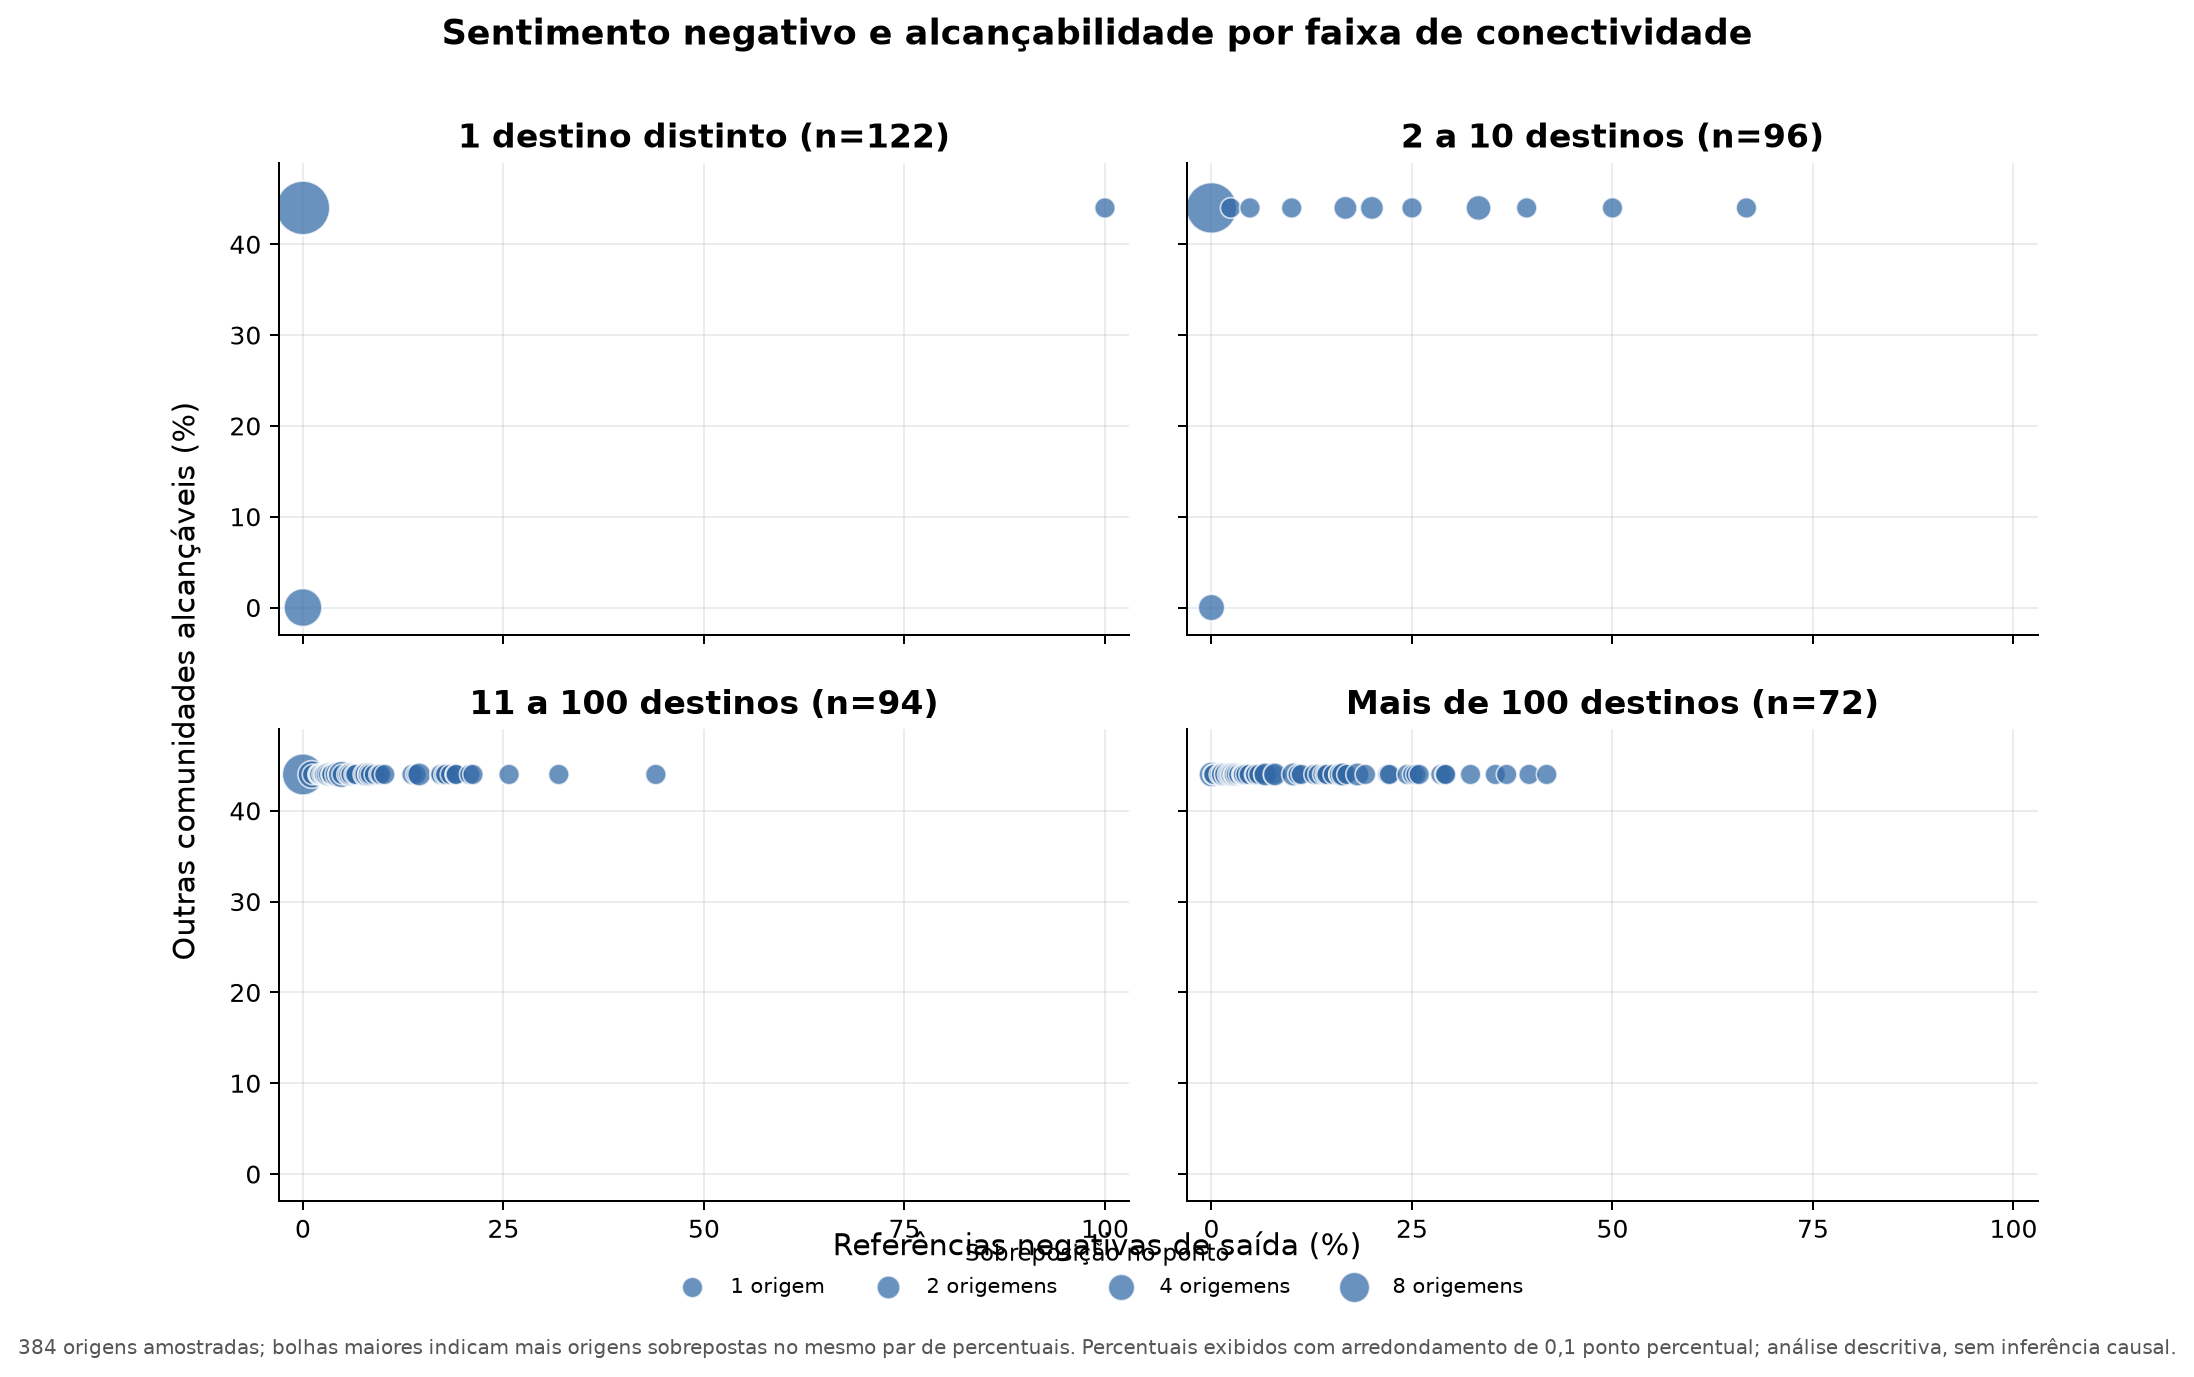 Sentimento negativo e alcançabilidade por faixa de conectividade
1 destino distinto (n=122)
2 a 10 destinos (n=96)
40
30
20
10
0
Outras comunidades alcançáveis (%)
11 a 100 destinos (n=94)
Mais de 100 destinos (n=72)
40
30
20
10
0
0 25 50 75 100
0 25 50 75 100
Referências negativas de saída (%)
Sobreposição no ponto
1 origem 2 origemens 4 origemens 8 origemens
384 origens amostradas; bolhas maiores indicam mais origens sobrepostas no mesmo par de percentuais. Percentuais exibidos com arredondamento de 0,1 ponto percentual; análise descritiva, sem inferência causal.